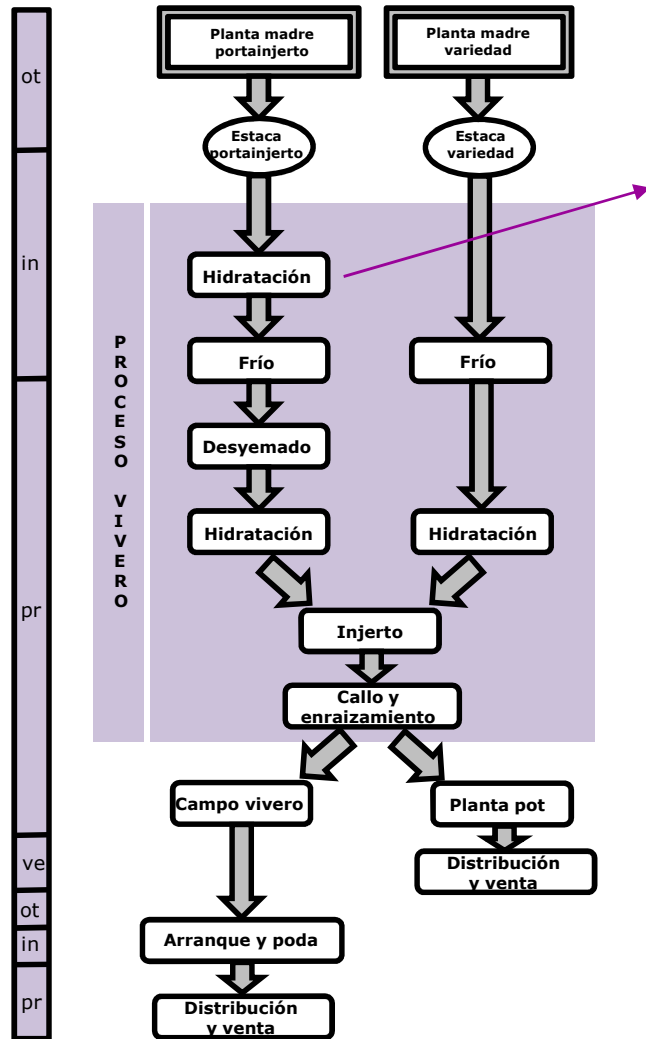 Planta madre
portainjerto
Planta madre
variedad
ot
Estaca
portainjerto
Estaca
variedad
in
Hidratación
PROCESO VIVERO
Frío
Frío
Desyemado
Hidratación
Hidratación
pr
Injerto
Callo y
enraizamiento
Campo vivero
Planta pot
ve
Distribución
y venta
ot
Arranque y poda
in
pr
Distribución
y venta